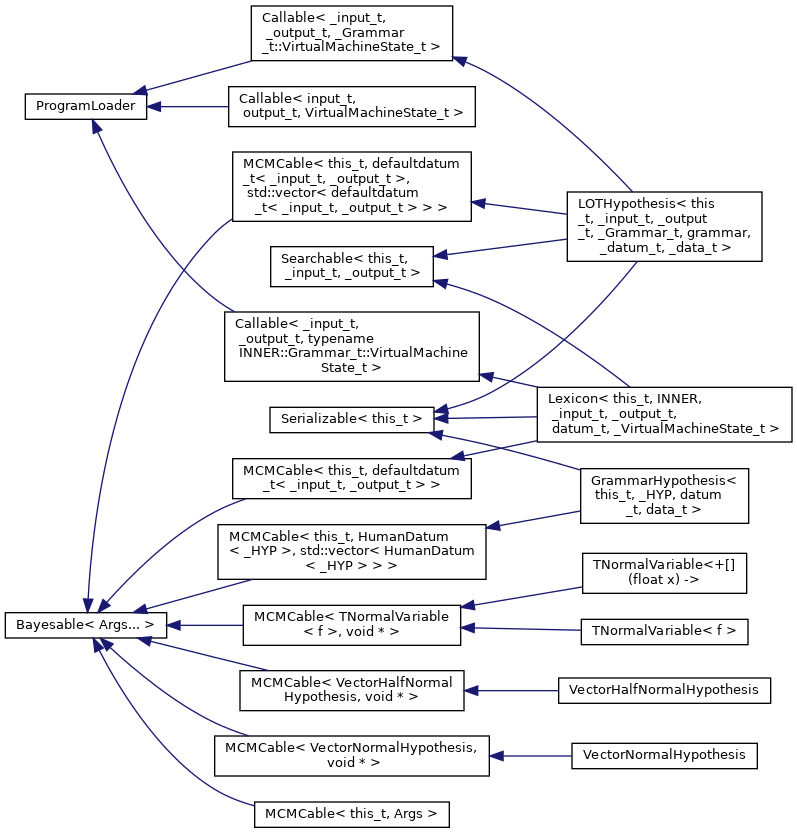 Callable< _input_t,
_output_t, _Grammar
_t::VirtualMachineState_t >
ProgramLoader
Callable< input_t,
output_t, VirtualMachineState_t >
MCMCable< this_t, defaultdatum
_t< _input_t, _output_t >,
std::vector< defaultdatum
_t< _input_t, _output_t > > >
LOTHypothesis< this
_t, _input_t, _output
_t, _Grammar_t, grammar,
_datum_t, _data_t >
Searchable< this_t,
_input_t, _output_t >
Callable< _input_t,
_output_t, typename
INNER::Grammar_t::VirtualMachine
State_t >
Serializable< this_t >
Lexicon< this_t, INNER,
_input_t, _output_t,
datum_t, _VirtualMachineState_t >
MCMCable< this_t, defaultdatum
_t< _input_t, _output_t > >
GrammarHypothesis<
this_t, _HYP, datum
_t, data_t >
MCMCable< this_t, HumanDatum
< _HYP >, std::vector< HumanDatum
< _HYP > > >
TNormalVariable<+[]
(float x) ->
Bayesable< Args... >
MCMCable< TNormalVariable
< f >, void * >
TNormalVariable< f >
MCMCable< VectorHalfNormal
Hypothesis, void * >
VectorHalfNormalHypothesis
MCMCable< VectorNormalHypothesis,
void * >
VectorNormalHypothesis
MCMCable< this_t, Args >